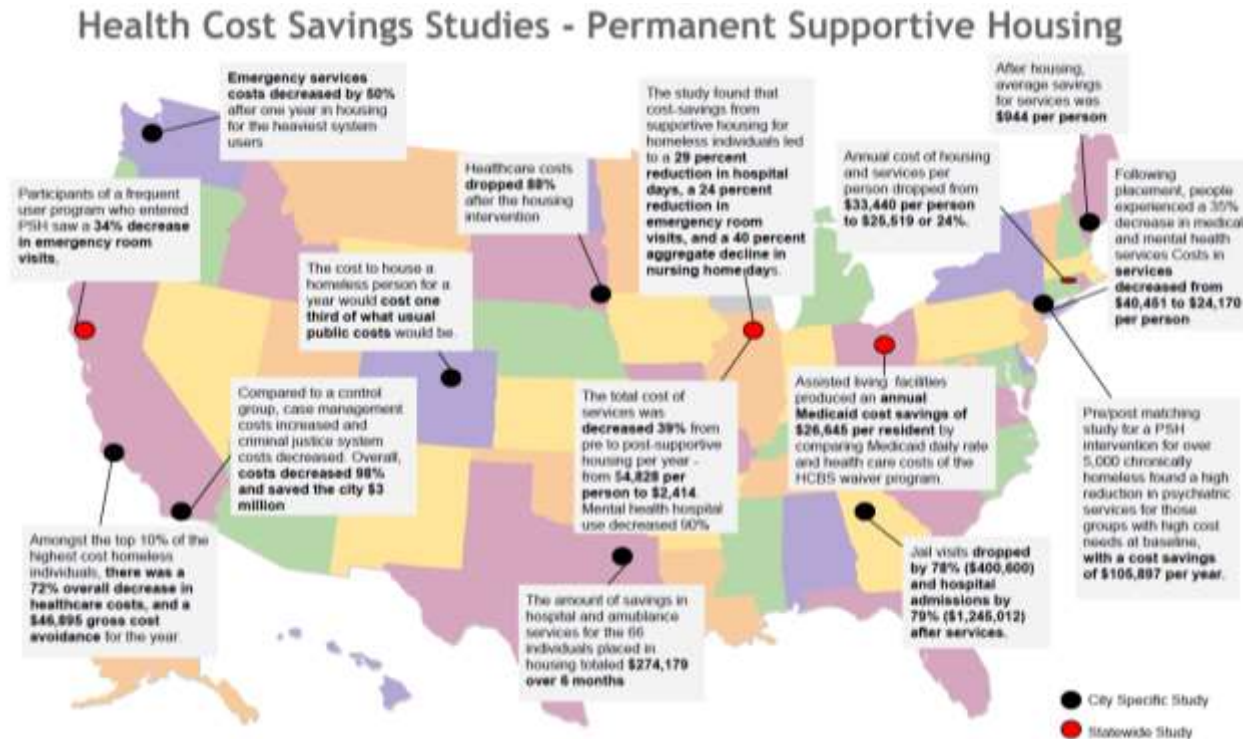 Health Cost Savings Studies - Permanent Supportive Housing
Emergency services
costs decreased by 50%
after one year in housing
for the heaviest system
users
Participants of a frequent
user program who entered
PSH saw a 34% decrease
in emergency room
visits.
The cost to house a
homeless person for a
year would cost one
third of what usual
public costs would be.
Healthcare costs
dropped 88%
after the housing
intervention
The study found that
cost-savings from
supportive housing for
homeless individuals led
to a 29 percent
reduction in hospital
days, a 24 percent
reduction in
emergency room
visits, and a 40 percent
aggregate decline in
nursing home days.
Annual cost of housing
and services per
person dropped from
$33,440 per person
to $25,519 or 24%.
After housing,
average savings
for services was
$944 per person
Following
placement, people
experienced a 35%
decrease in medical
and mental health
services Costs in
services
decreased from
$40,451 to $24,170
per person
Compared to a control
group, case management
costs increased and
criminal justice system
costs decreased. Overall,
costs decreased 98%
and saved the city $3
million
Amongst the top 10% of the
highest cost homeless
individuals, there was a
72% overall decrease in
healthcare costs, and a
$46,895 gross cost
avoidance for the year.
The total cost of
services was
decreased 39% from
pre to post-supportive
housing per year -
from $4,828 per
person to $2,414.
Mental health hospital
use decreased 90%
Assisted living facilities
produced an annual
Medicaid cost savings of
$26,645 per resident by
comparing Medicaid daily rate
and health care costs of the
HCBS waiver program.
Pre/post matching
study for a PSH
intervention for over
5,000 chronically
homeless found a high
reduction in psychiatric
services for those
groups with high cost
needs at baseline,
with a cost savings
of $105,897 per year.
The amount of savings in
hospital and amublance
services for the 66
individuals placed in
housing totaled $274,179
over 6 months
Jail visits dropped
by 78% ($400,600)
and hospital
admissions by
79% ($1,245,012)
after services.
City Specific Study
Statewide Study